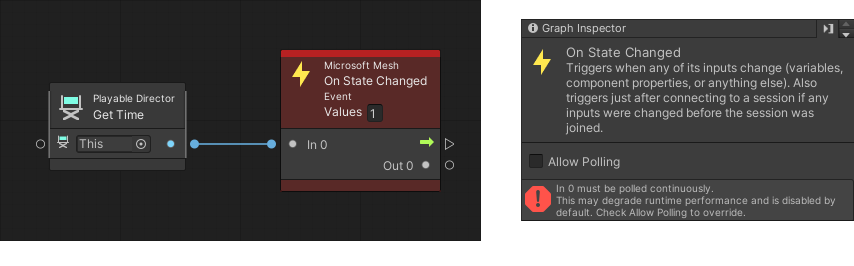 Playable Director
Get Time
This
Microsoft Mesh
On State Changed
Event
Values 1
In 0
Out 0
Graph Inspector
On State Changed
Triggers when any of its inputs change (variables,
component properties, or anything else). Also
triggers just after connecting to a session if any
inputs were changed before the session was
joined.
Allow Polling
In 0 must be polled continuously.
This may degrade runtime performance and is disabled by
default. Check Allow Polling to override.